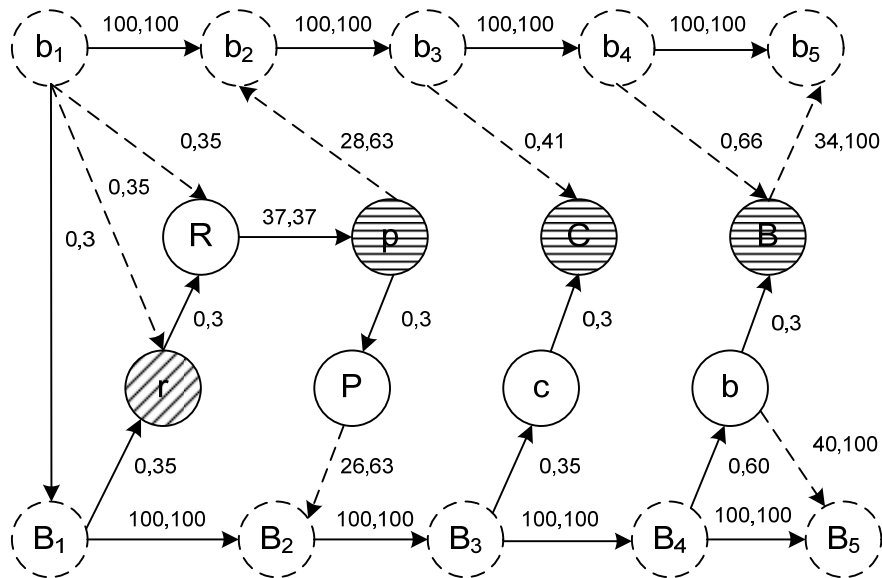 100,100 100,100 100,100 100,100
b1 b2 b3 b4 b5
0,35 28,63 0,41 0,66 34,100
0,35
0,3 R 37,37 p C B
0,3 0,3 0,3 0,3
r P c b
0,35 26,63 0,35 0,60 40,100
100,100 100,100 100,100 100,100
B1 B2 B3 B4 B5